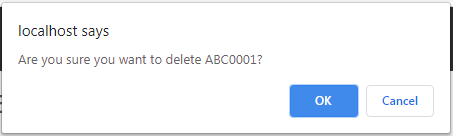 localhost says
Are you sure you want to delete ABC0001?
OK Cancel